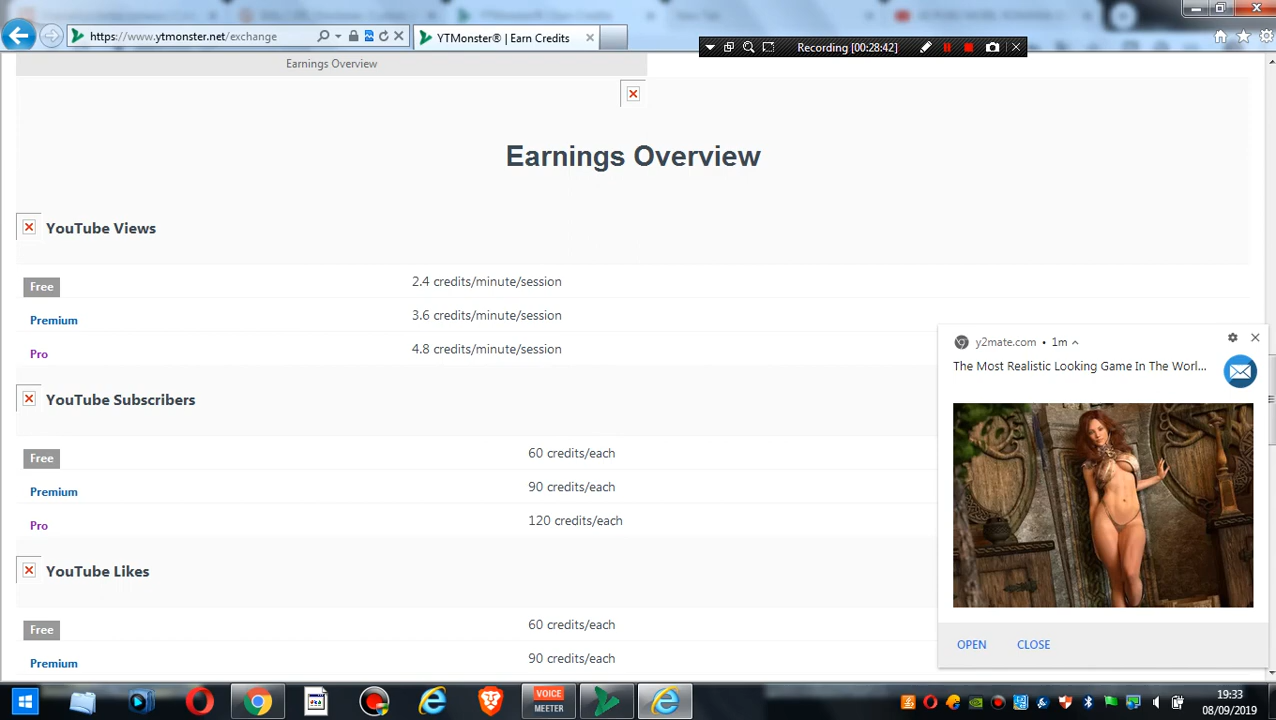 https://www.ytmonster.net/exchange
YTMonster® | Earn Credits
Recording [00:28:42]
Earnings Overview
Earnings Overview
YouTube Views
Free
2.4 credits/minute/session
Premium
3.6 credits/minute/session
Pro
4.8 credits/minute/session
YouTube Subscribers
Free
60 credits/each
Premium
90 credits/each
Pro
120 credits/each
YouTube Likes
Free
60 credits/each
Premium
90 credits/each
y2mate.com • 1m
The Most Realistic Looking Game In The Worl...
OPEN CLOSE
VOICE
MEETER
19:33
08/09/2019